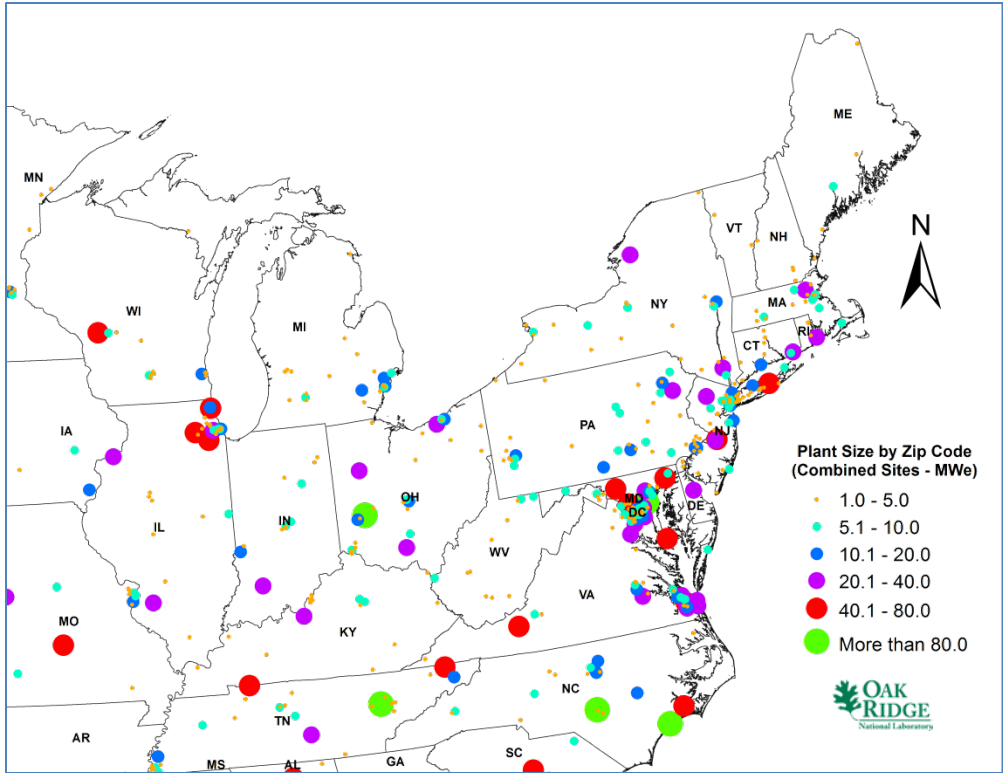 ME
MN
VT
NH
N
NY
MA
WI
MI
CT
RI
IA
PA
NJ
Plant Size by Zip Code
(Combined Sites - MWe)
1.0 - 5.0
5.1 - 10.0
10.1 - 20.0
20.1 - 40.0
40.1 - 80.0
More than 80.0
OH
MD
DC
DE
IL
IN
WV
VA
MO
KY
NC
TN
AR
MS
AL
GA
SC
OAK
RIDGE
National Laboratory